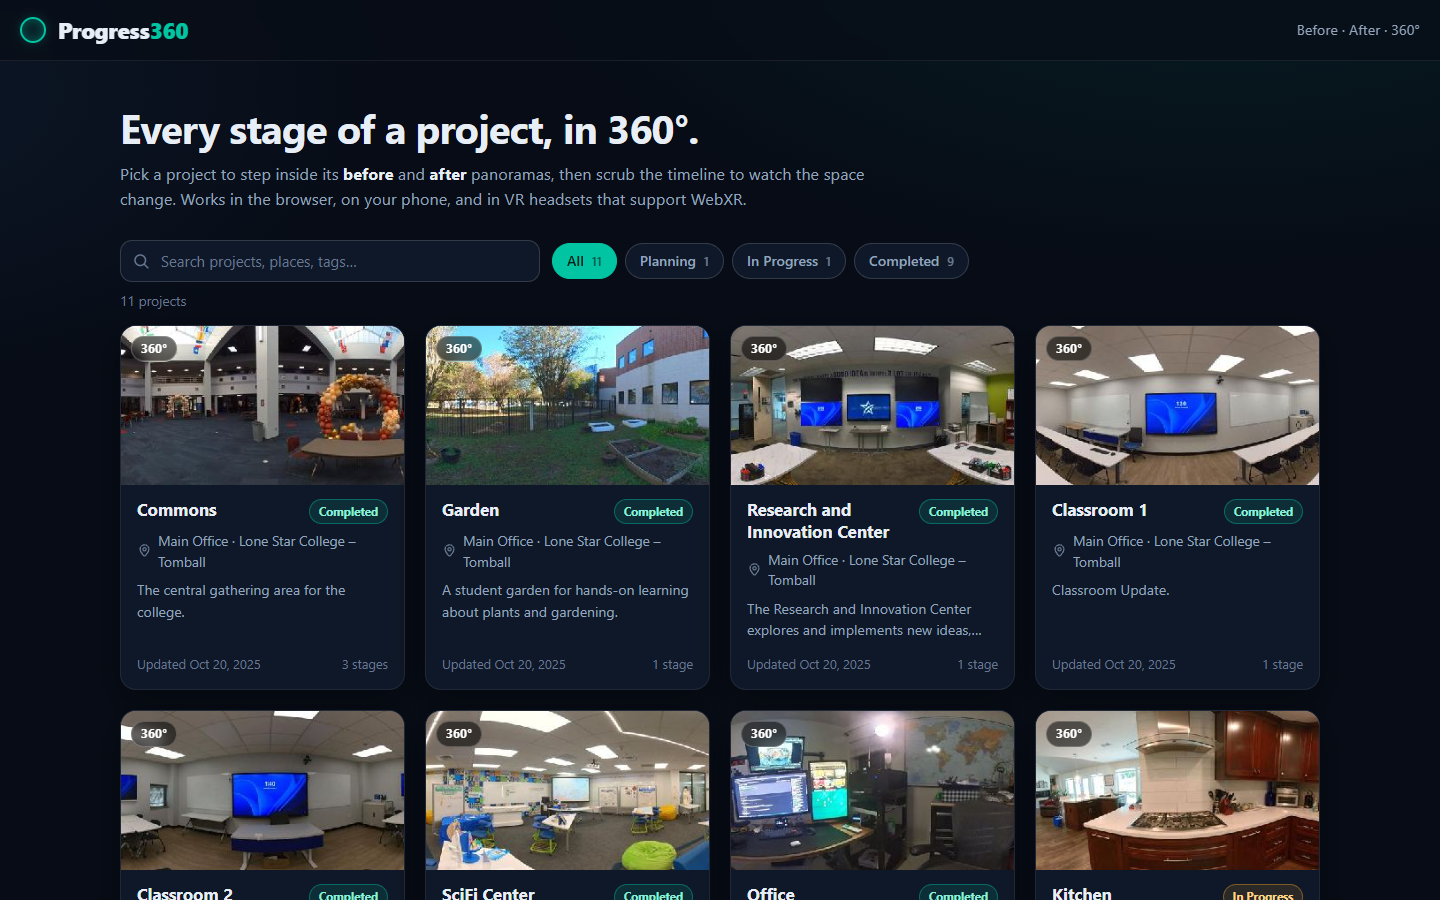 Progress360
Before · After · 360°
Every stage of a project, in 360°.
Pick a project to step inside its before and after panoramas, then scrub the timeline to watch the space
change. Works in the browser, on your phone, and in VR headsets that support WebXR.
Search projects, places, tags...
All 11
Planning 1
In Progress 1
Completed 9
11 projects
360°
360°
360°
360°
Commons
Completed
Main Office · Lone Star College –
Tomball
The central gathering area for the
college.
Updated Oct 20, 2025
3 stages
Garden
Completed
Main Office · Lone Star College –
Tomball
A student garden for hands-on learning
about plants and gardening.
Updated Oct 20, 2025
1 stage
Research and
Innovation Center
Completed
Main Office · Lone Star College –
Tomball
The Research and Innovation Center
explores and implements new ideas,...
Updated Oct 20, 2025
1 stage
Classroom 1
Completed
Main Office · Lone Star College –
Tomball
Classroom Update.
Updated Oct 20, 2025
1 stage
360°
360°
360°
360°
Classroom 2
Completed
SciFi Center
Completed
Office
Completed
Kitchen
In Progress